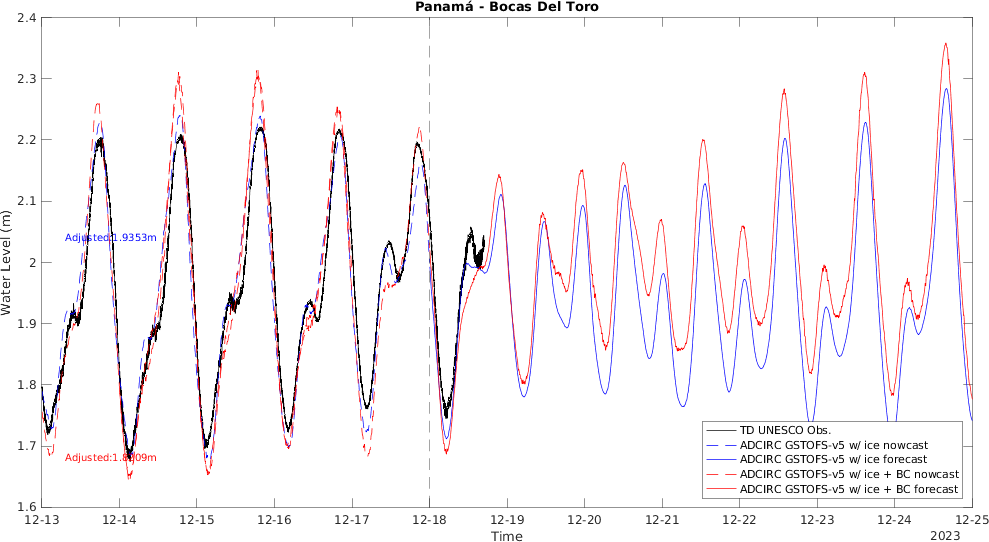 Panamá - Bocas Del Toro
2.4
2.3
2.2
2.1
2
1.9
1.8
1.7
1.6
Water Level (m)
Adjusted:1.9353m
TD UNESCO Obs.
ADCIRC GSTOFS-v5 w/ ice nowcast
ADCIRC GSTOFS-v5 w/ ice forecast
ADCIRC GSTOFS-v5 w/ ice + BC nowcast
ADCIRC GSTOFS-v5 w/ ice + BC forecast
12-13 12-14 12-15 12-16 12-17 12-18 12-19 12-20 12-21 12-22 12-23 12-24 12-25
Time
2023